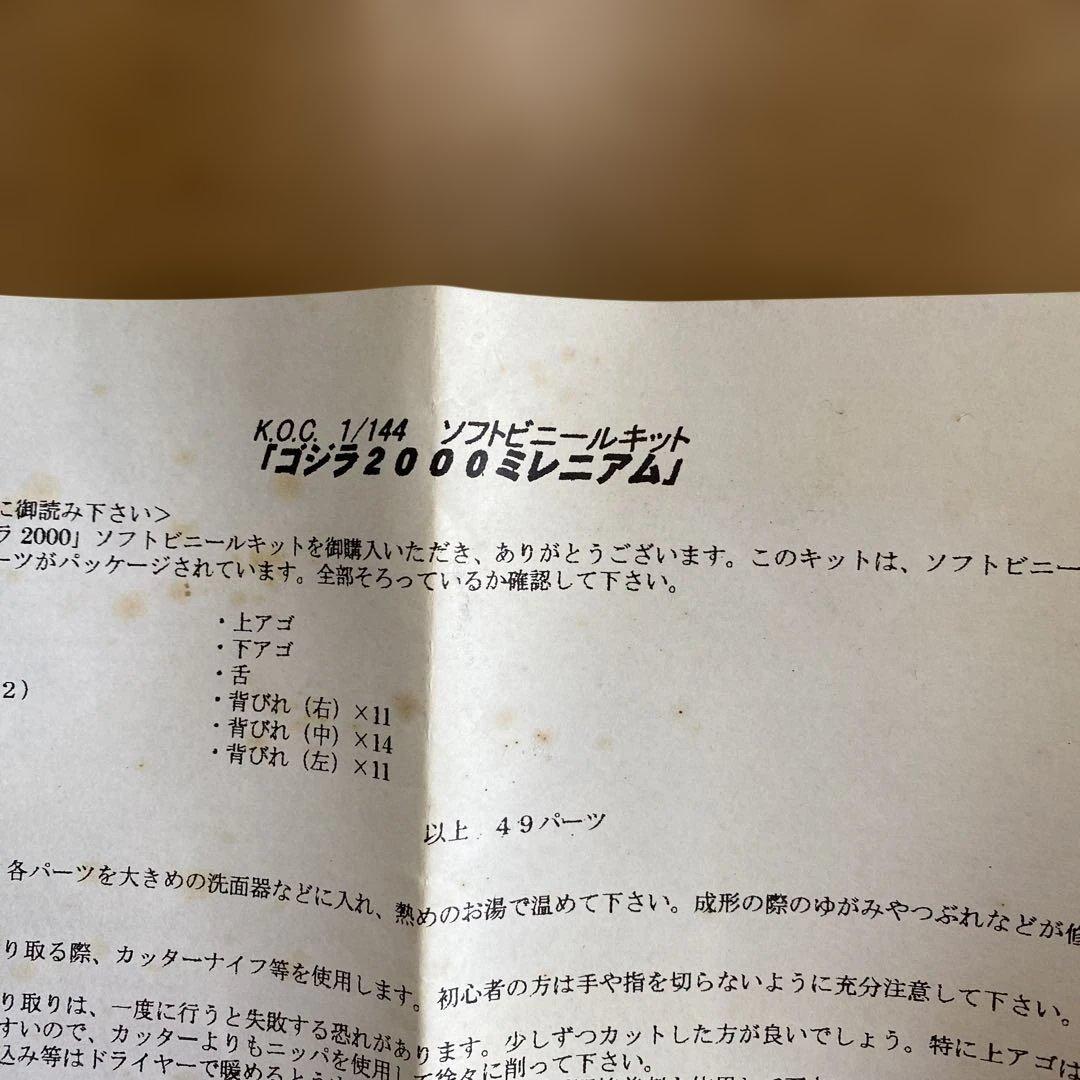 K.O.C. 1/144 ソフトビニールキット
「ゴジラ２０００ミレニアム」
に御読み下さい＞
ラ 2000」ソフトビニールキットを御購入いただき、ありがとうございます。このキットは、ソフトビニー
ーツがパッケージされています。全部そろっているか確認して下さい。
・上アゴ
・下アゴ
・舌
２）
・背びれ（右）×11
・背びれ（中）×14
・背びれ（左）×11
以上 ４９パーツ
各パーツを大きめの洗面器などに入れ、熱めのお湯で温めて下さい。成形の際のゆがみやつぶれなどが修
り取る際、カッターナイフ等を使用します。初心者の方は手や指を切らないように充分注意して下さい。
り取りは、一度に行うと失敗する恐れがあります。少しずつカットした方が良いでしょう。特に上アゴは
すいので、カッターよりもニッパを使用して徐々に削って下さい。
込み等はドライヤーで暖めると